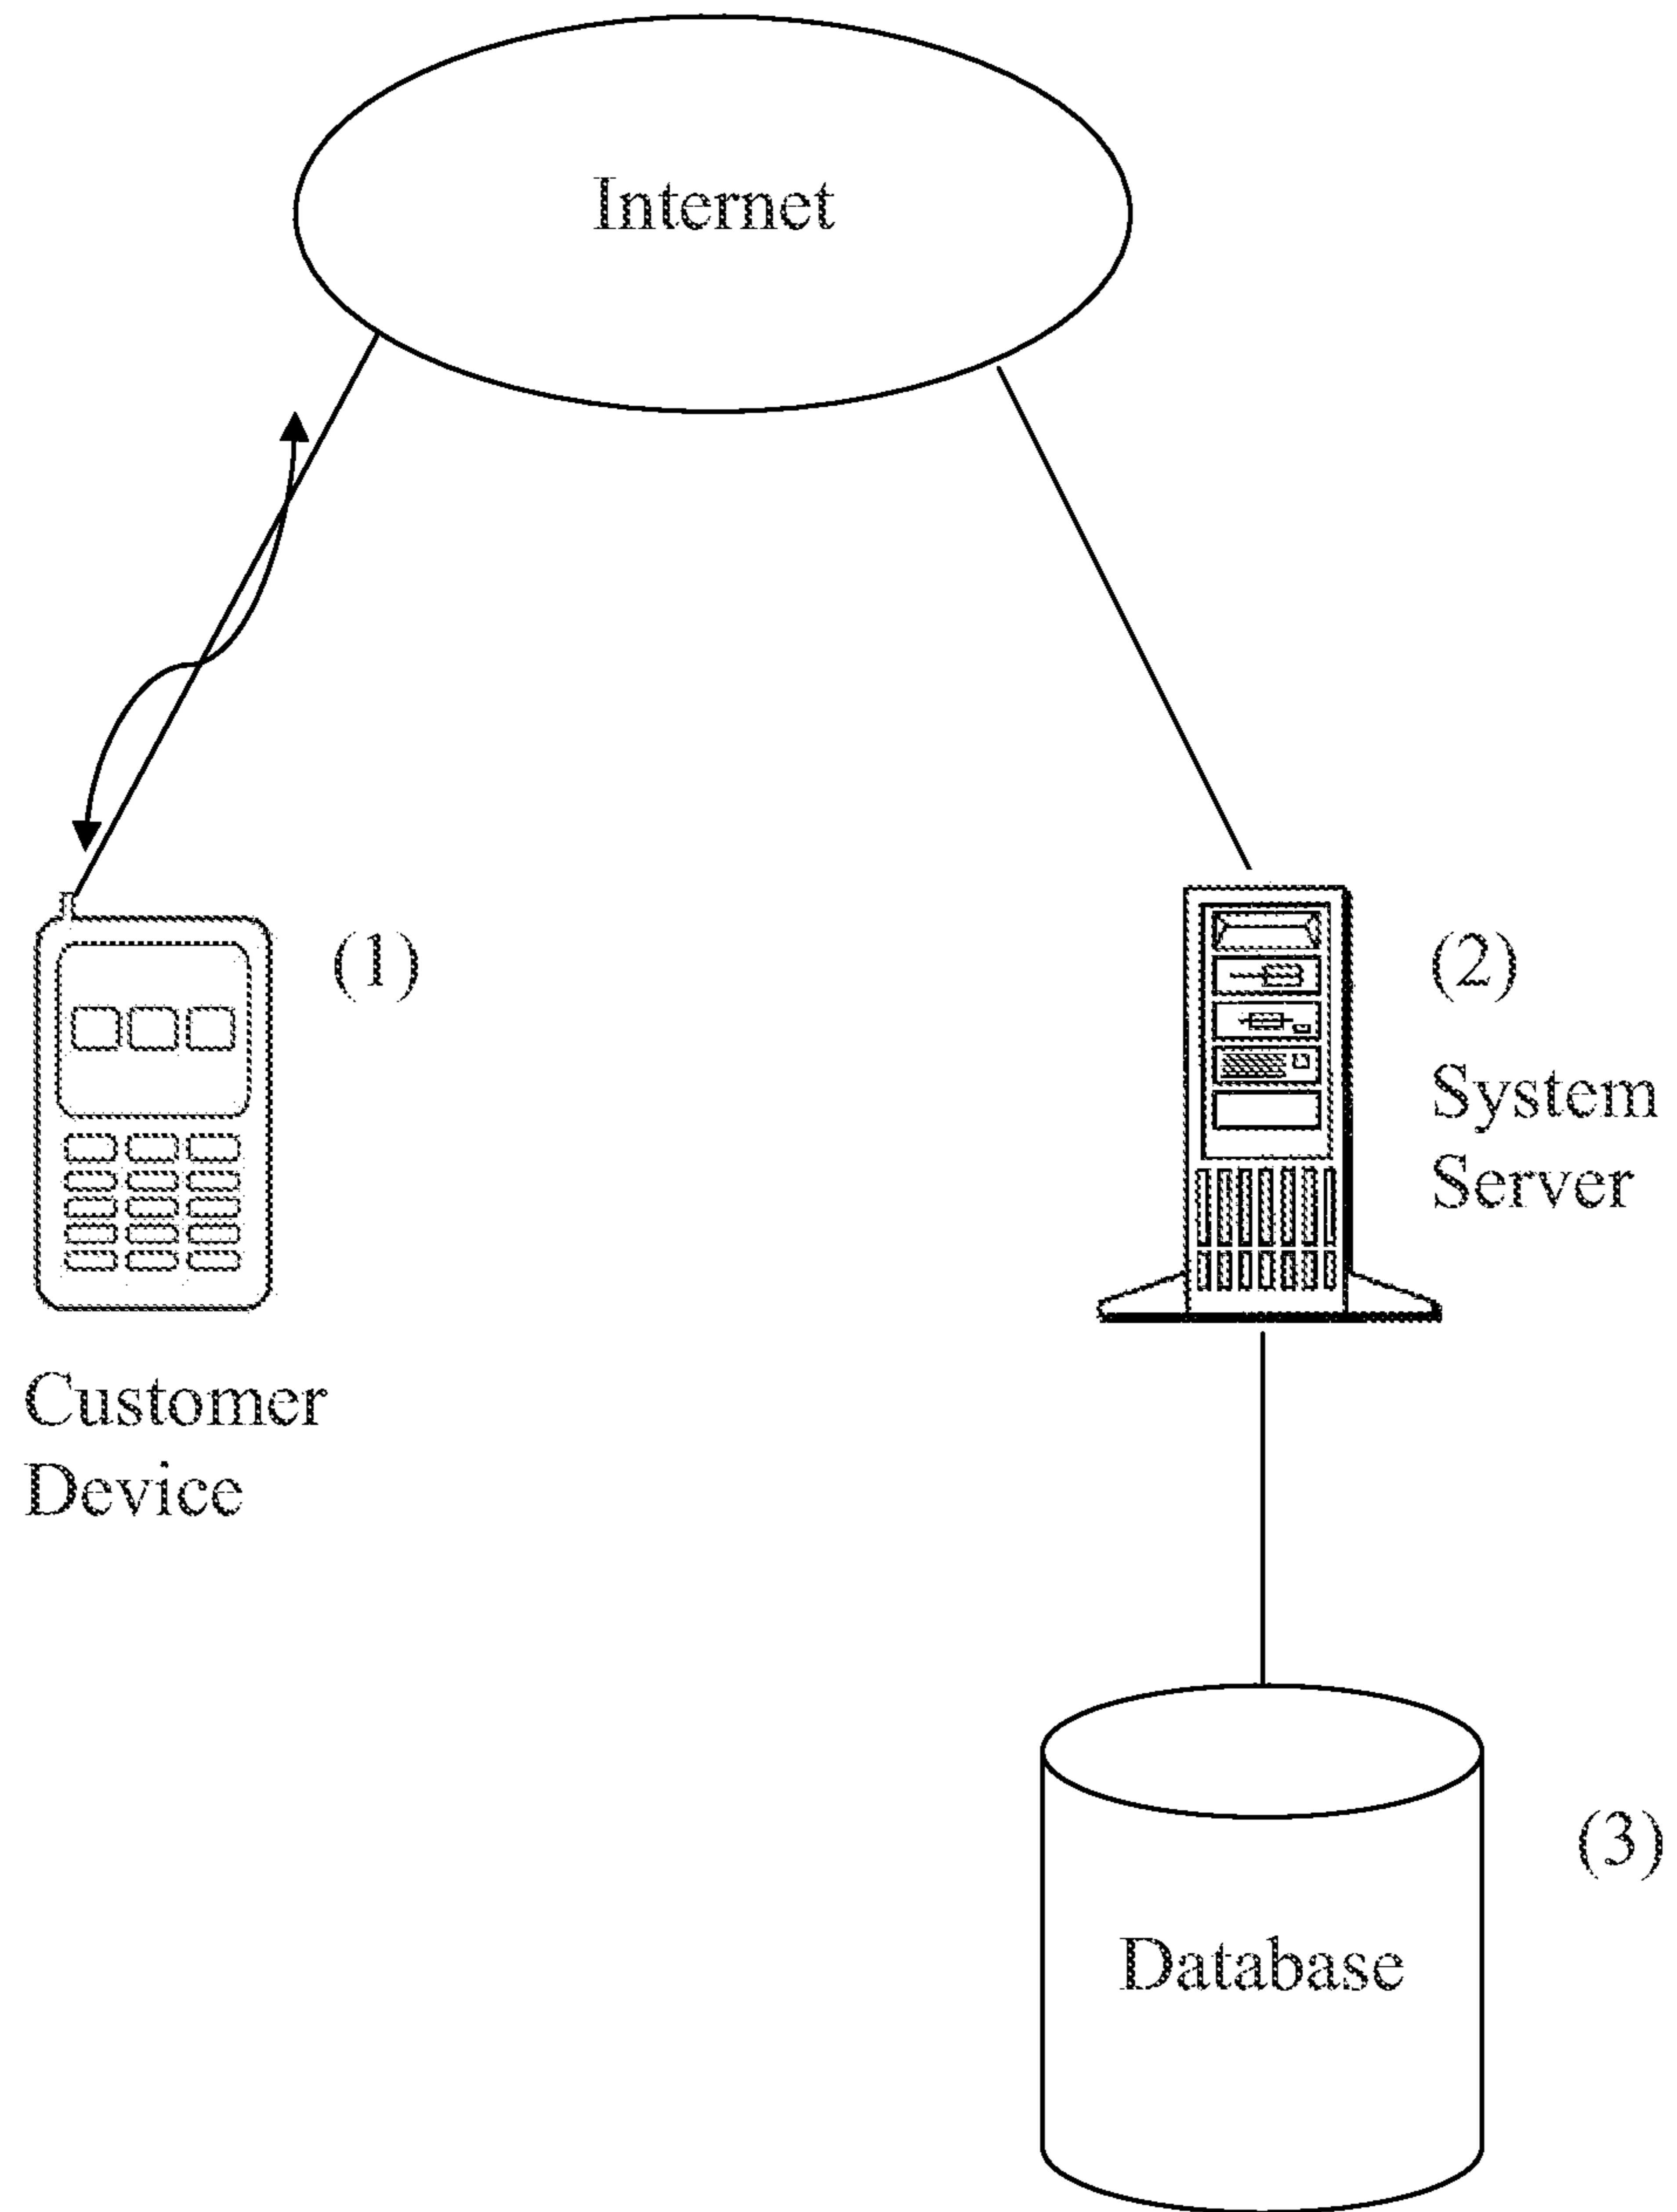 Internet
(1)
(2)
System
Server
Customer
Device
(3)
Database